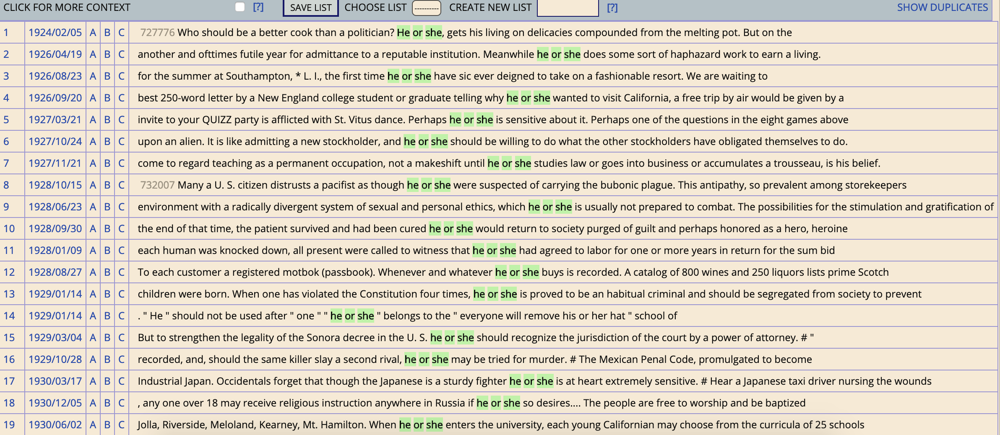 CLICK FOR MORE CONTEXT [?] SAVE LIST CHOOSE LIST ---------- CREATE NEW LIST [?] SHOW DUPLICATES
1 1924/02/05 A B C 727776 Who should be a better cook than a politician? He or she, gets his living on delicacies compounded from the melting pot. But on the
2 1926/04/19 A B C another and ofttimes futile year for admittance to a reputable institution. Meanwhile he or she does some sort of haphazard work to earn a living.
3 1926/08/23 A B C for the summer at Southampton, * L. I., the first time he or she have sic ever deigned to take on a fashionable resort. We are waiting to
4 1926/09/20 A B C best 250-word letter by a New England college student or graduate telling why he or she wanted to visit California, a free trip by air would be given by a
5 1927/03/21 A B C invite to your QUIZZ party is afflicted with St. Vitus dance. Perhaps he or she is sensitive about it. Perhaps one of the questions in the eight games above
6 1927/10/24 A B C upon an alien. It is like admitting a new stockholder, and he or she should be willing to do what the other stockholders have obligated themselves to do.
7 1927/11/21 A B C come to regard teaching as a permanent occupation, not a makeshift until he or she studies law or goes into business or accumulates a trousseau, is his belief.
8 1928/10/15 A B C 732007 Many a U. S. citizen distrusts a pacifist as though he or she were suspected of carrying the bubonic plague. This antipathy, so prevalent among storekeepers
9 1928/06/23 A B C environment with a radically divergent system of sexual and personal ethics, which he or she is usually not prepared to combat. The possibilities for the stimulation and gratification of
10 1928/09/30 A B C the end of that time, the patient survived and had been cured he or she would return to society purged of guilt and perhaps honored as a hero, heroine
11 1928/01/09 A B C each human was knocked down, all present were called to witness that he or she had agreed to labor for one or more years in return for the sum bid
12 1928/08/27 A B C To each customer a registered motbok (passbook). Whenever and whatever he or she buys is recorded. A catalog of 800 wines and 250 liquors lists prime Scotch
13 1929/01/14 A B C children were born. When one has violated the Constitution four times, he or she is proved to be an habitual criminal and should be segregated from society to prevent
14 1929/01/14 A B C . " He " should not be used after " one " " he or she " belongs to the " everyone will remove his or her hat " school of
15 1929/03/04 A B C But to strengthen the legality of the Sonora decree in the U. S. he or she should recognize the jurisdiction of the court by a power of attorney. # "
16 1929/10/28 A B C recorded, and, should the same killer slay a second rival, he or she may be tried for murder. # The Mexican Penal Code, promulgated to become
17 1930/03/17 A B C Industrial Japan. Occidentals forget that though the Japanese is a sturdy fighter he or she is at heart extremely sensitive. # Hear a Japanese taxi driver nursing the wounds
18 1930/12/05 A B C , any one over 18 may receive religious instruction anywhere in Russia if he or she so desires.... The people are free to worship and be baptized
19 1930/06/02 A B C Jolla, Riverside, Meloland, Kearney, Mt. Hamilton. When he or she enters the university, each young Californian may choose from the curricula of 25 schools